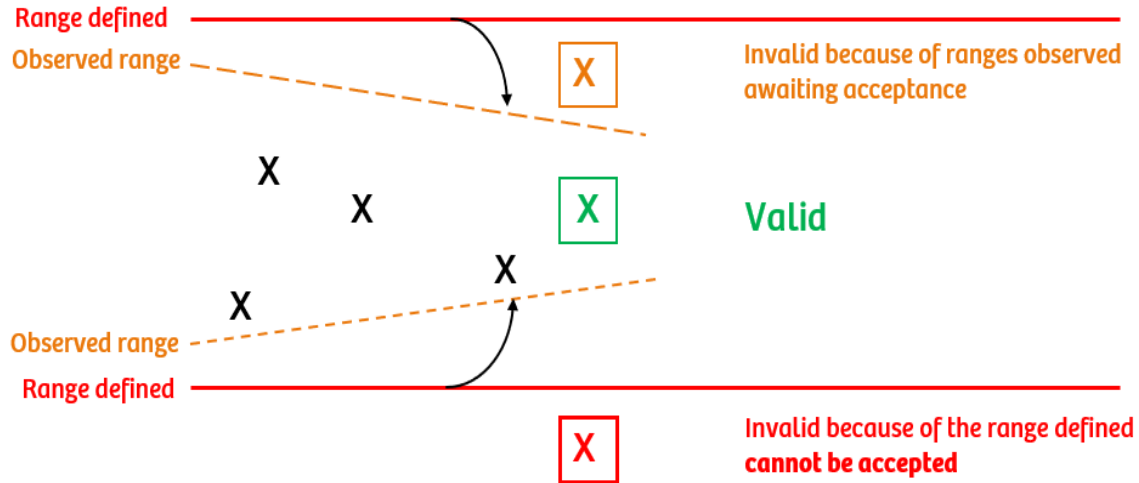 Range defined
Observed range
X
Invalid because of ranges observed
awaiting acceptance
X
X
X
Valid
X
X
Observed range
Range defined
X
Invalid because of the range defined
cannot be accepted